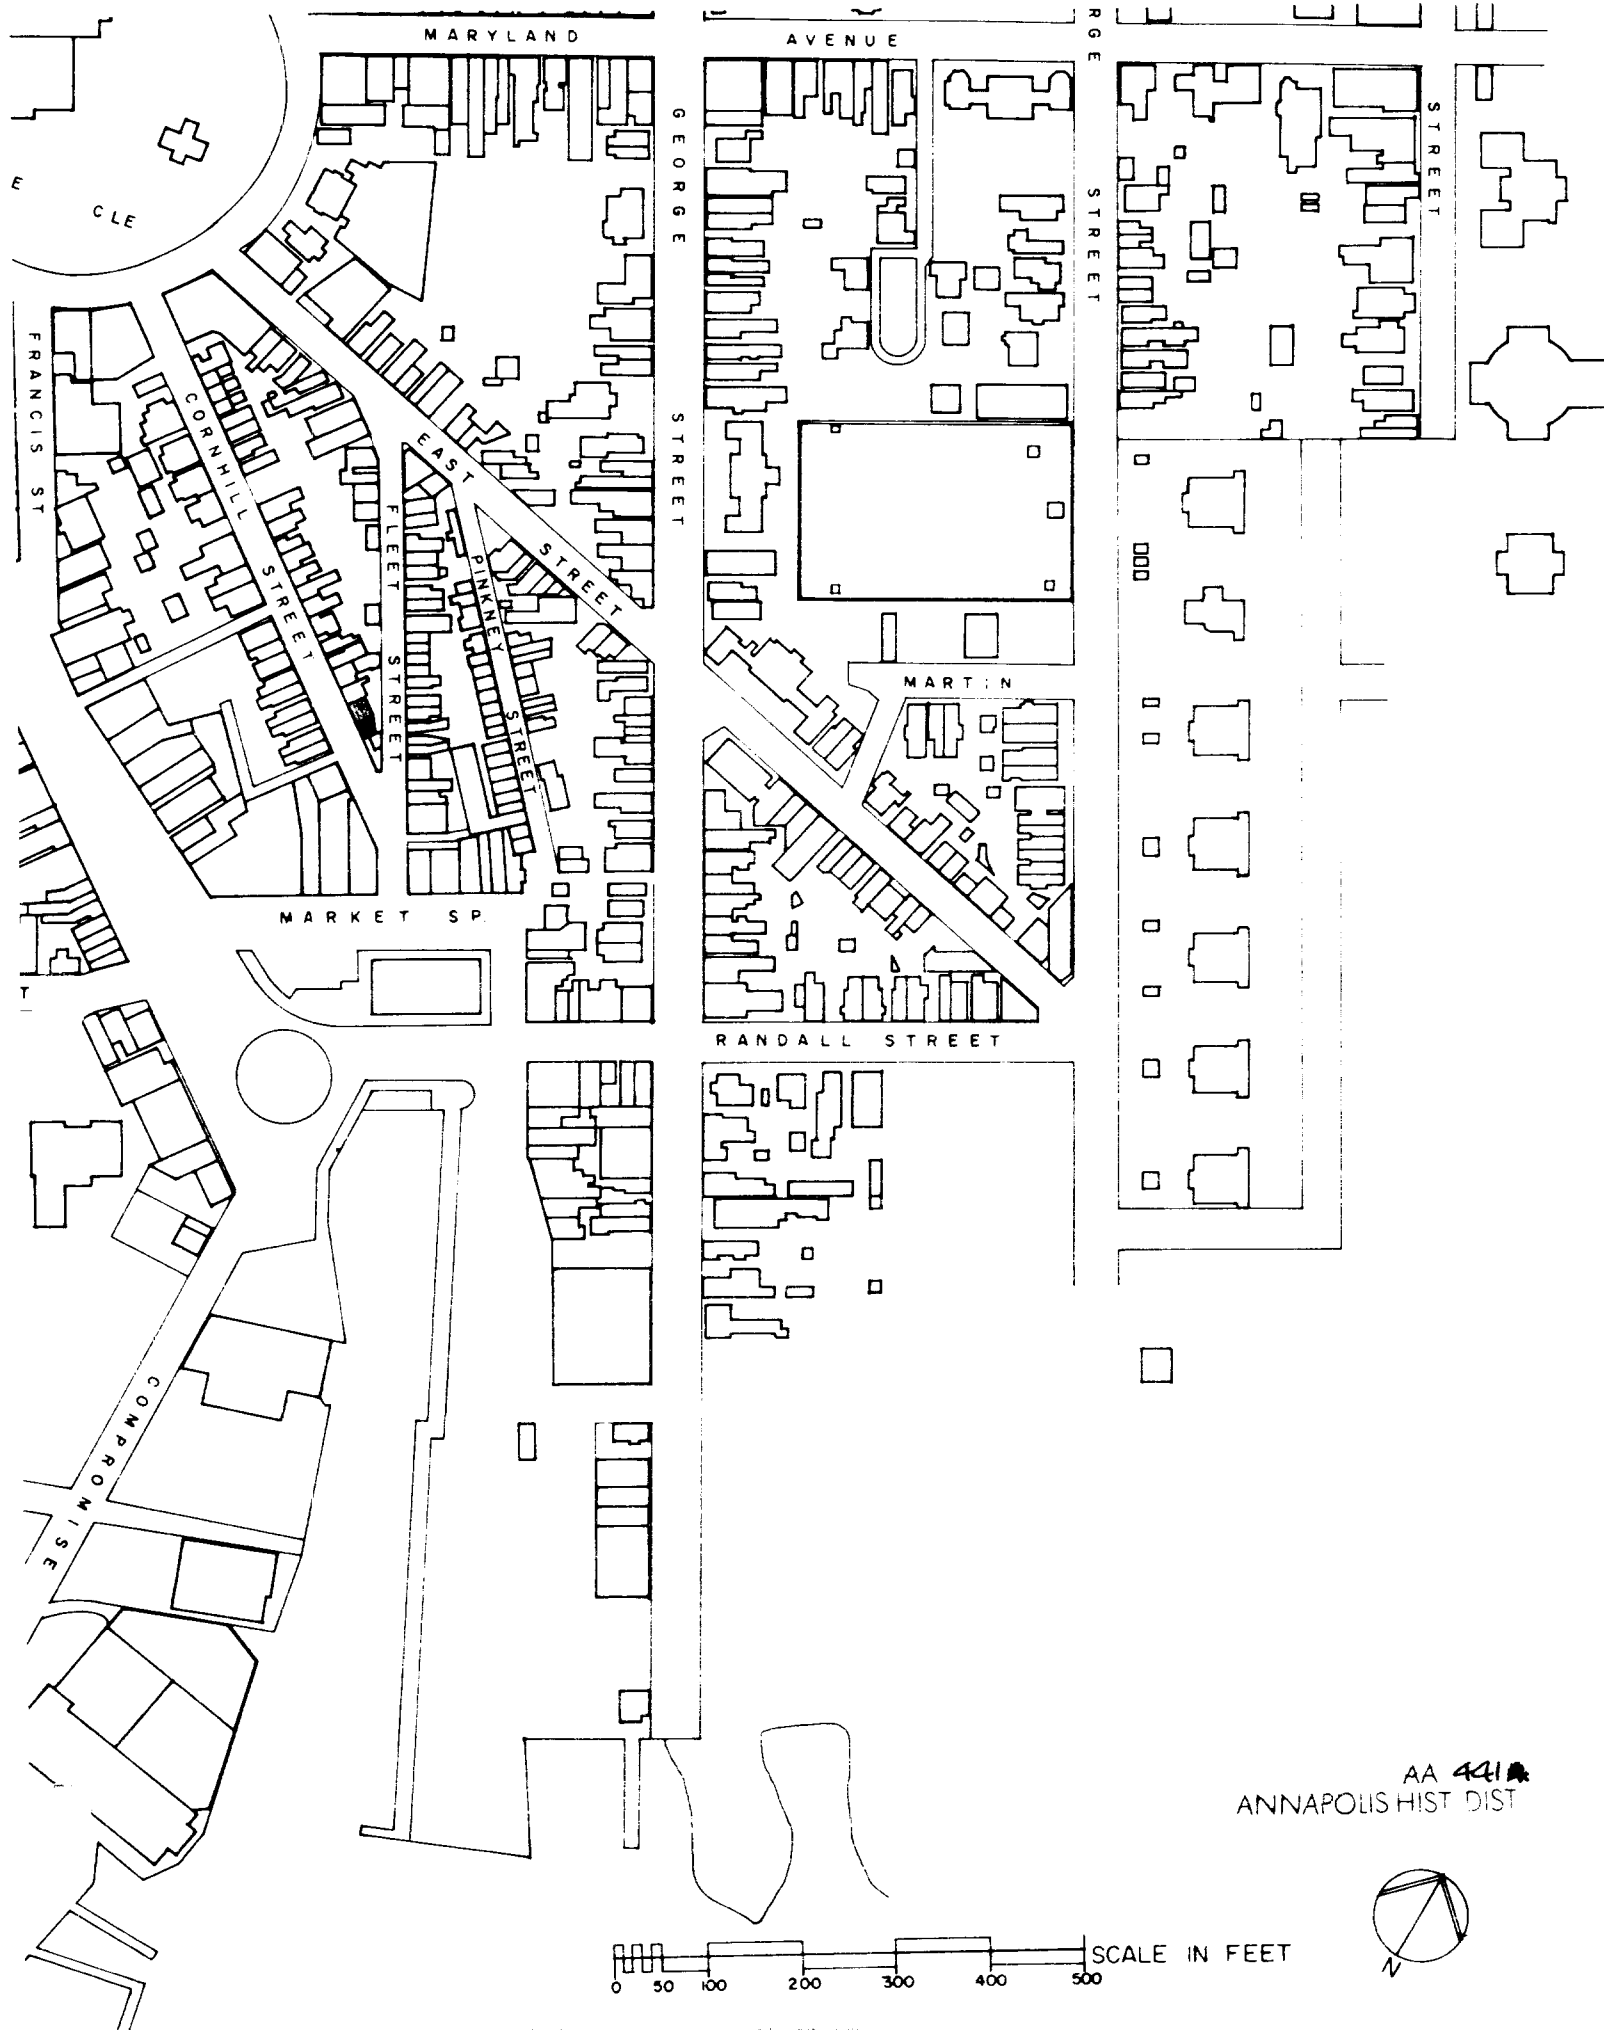 MARYLAND AVENUE
RGE
E
CLE
GEORGE
STREET
STREET
FRANCIS ST
CORNHILL
STREET
EAST
STREET
STREET
FLEET
STREET
PINKNEY
STREET
MARTIN
MARKET SP.
T
RANDALL STREET
COMPROMISE
AA 441
ANNAPOLIS HIST DIST
N
SCALE IN FEET
0 50 100 200 300 400 500